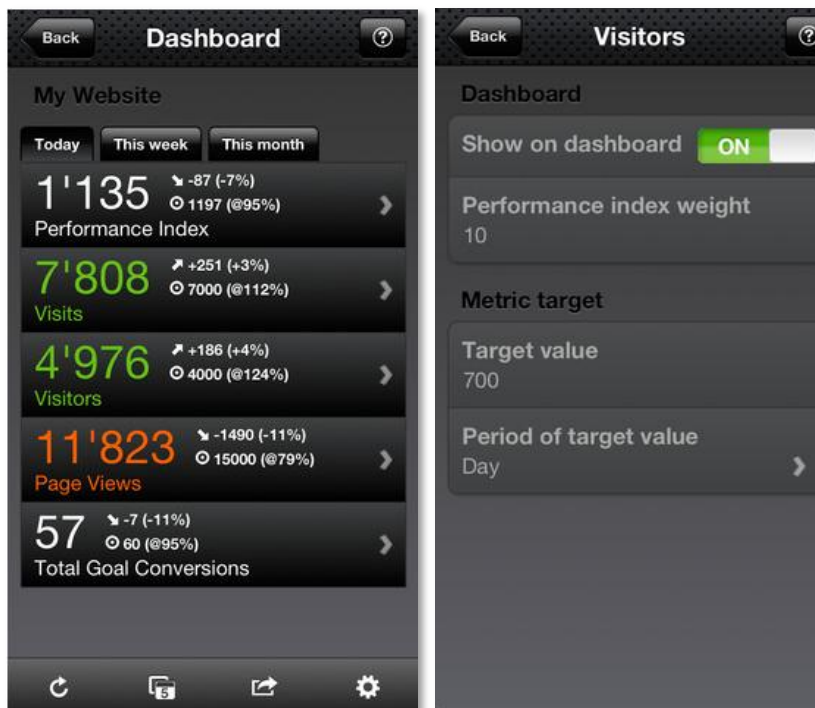 Back
Dashboard
?
My Website
Today
This week
This month
1'135
-87 (-7%)
1197 (@95%)
Performance Index
7'808
+251 (+3%)
7000 (@112%)
Visits
4'976
+186 (+4%)
4000 (@124%)
Visitors
11'823
-1490 (-11%)
15000 (@79%)
Page Views
57
-7 (-11%)
60 (@95%)
Total Goal Conversions
5
Back
Visitors
?
Dashboard
Show on dashboard
ON
Performance index weight
10
Metric target
Target value
700
Period of target value
Day